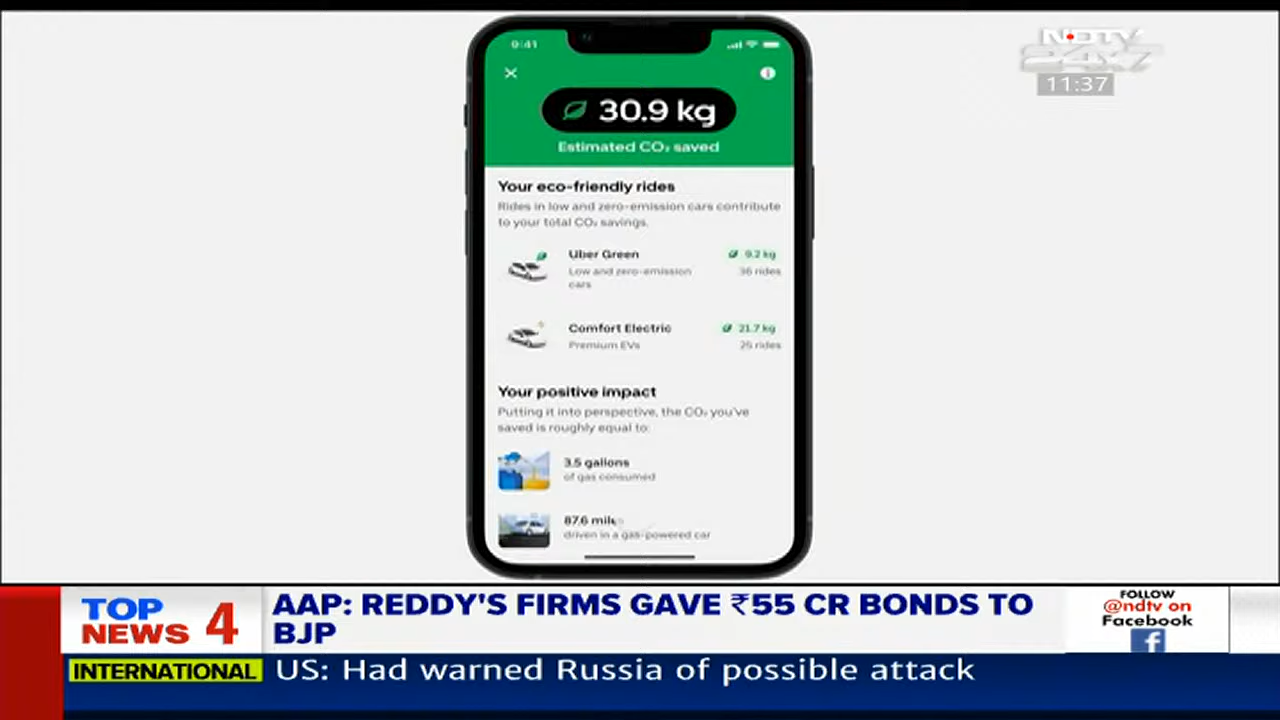 NDTV
24x7
11:37
9:41
30.9 kg
Estimated CO₂ saved
Your eco-friendly rides
Rides in low and zero-emission cars contribute
to your total CO₂ savings.
Uber Green
9.2 kg
Low and zero-emission
36 rides
cars
Comfort Electric
21.7 kg
Premium EVs
25 rides
Your positive impact
Putting it into perspective, the CO₂ you've
saved is roughly equal to:
3.5 gallons
of gas consumed
87.6 miles
driven in a gas-powered car
TOP
NEWS 4
AAP: REDDY'S FIRMS GAVE ₹55 CR BONDS TO
BJP
FOLLOW
@ndtv on
Facebook
f
INTERNATIONAL
US: Had warned Russia of possible attack